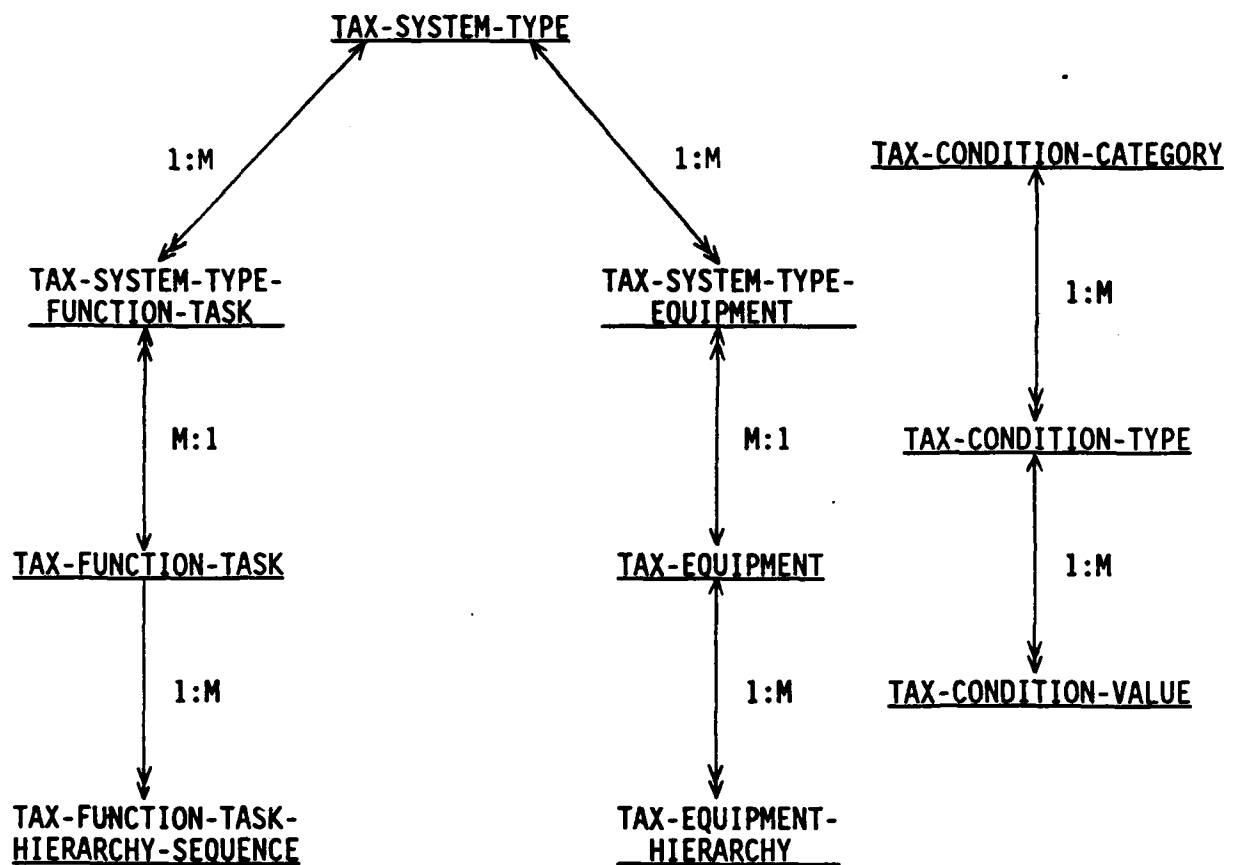 TAX-SYSTEM-TYPE
1:M
1:M
TAX-CONDITION-CATEGORY
TAX-SYSTEM-TYPE-
FUNCTION-TASK
TAX-SYSTEM-TYPE-
EQUIPMENT
1:M
M:1
M:1
TAX-CONDITION-TYPE
TAX-FUNCTION-TASK
TAX-EQUIPMENT
1:M
1:M
1:M
TAX-CONDITION-VALUE
TAX-FUNCTION-TASK-
HIERARCHY-SEQUENCE
TAX-EQUIPMENT-
HIERARCHY